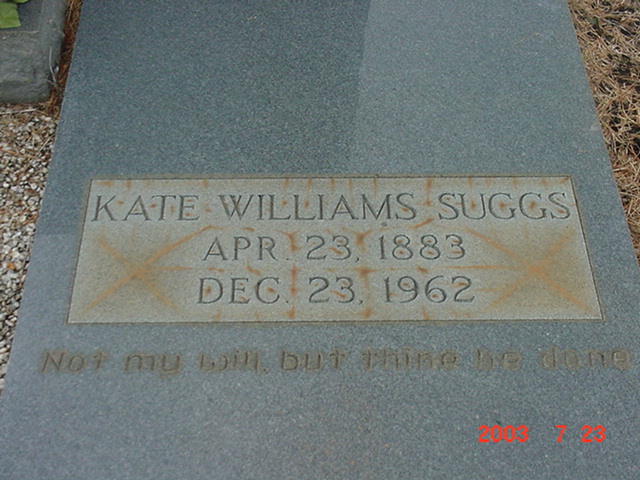 KATE WILLIAMS SUGGS
APR. 23, 1883
DEC. 23, 1962
Not my will, but thine be done
2003 7 23